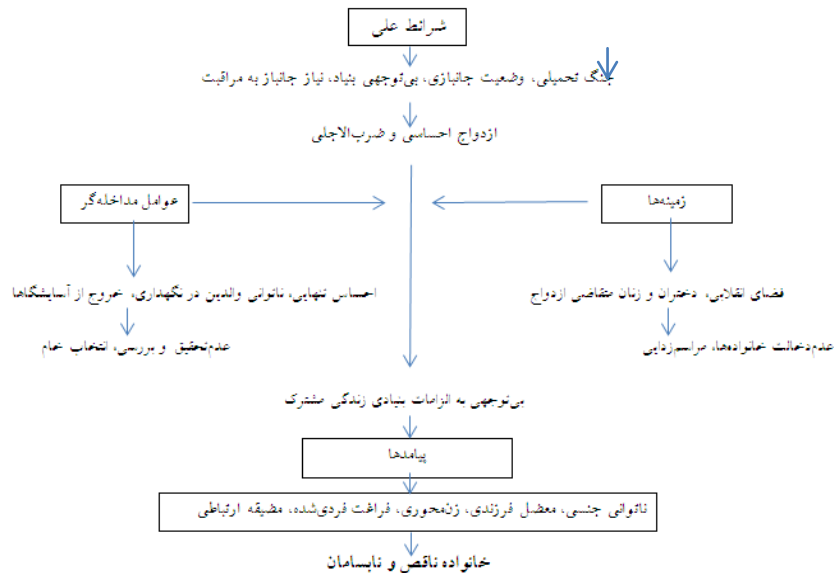 شرائط علی
جنگ تحمیلی، وضعیت جانبازی، بی‌توجهی بنیاد، نیاز جانباز به مراقبت
ازدواج احساسی و ضرب‌الاجلی
زمینه‌ها
عوامل مداخله‌گر
فضای انقلابی، دختران و زنان متقاضی ازدواج
احساس تنهایی، ناتوانی والدین در نگهداری، خروج از آسایشگاها
عدم‌دخالت خانواده‌ها، مراسم‌زدایی
عدم‌تحقیق و بررسی، انتخاب خام
بی‌توجهی به الزامات بنیادی زندگی مشترک
پیامدها
ناتوانی جنسی، معضل فرزندی، زن‌محوری، فراغت فردی‌شده، مضیقه ارتباطی
خانواده ناقص و نابسامان